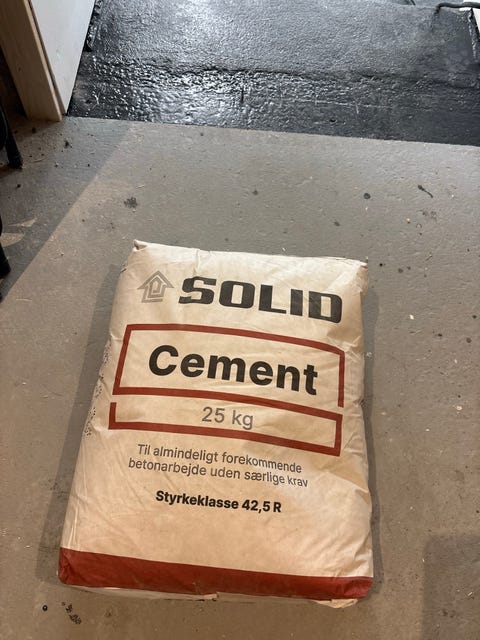 SOLID
Cement
25 kg
Til almindeligt forekommende
betonarbejde uden særlige krav
Styrkeklasse 42,5 R